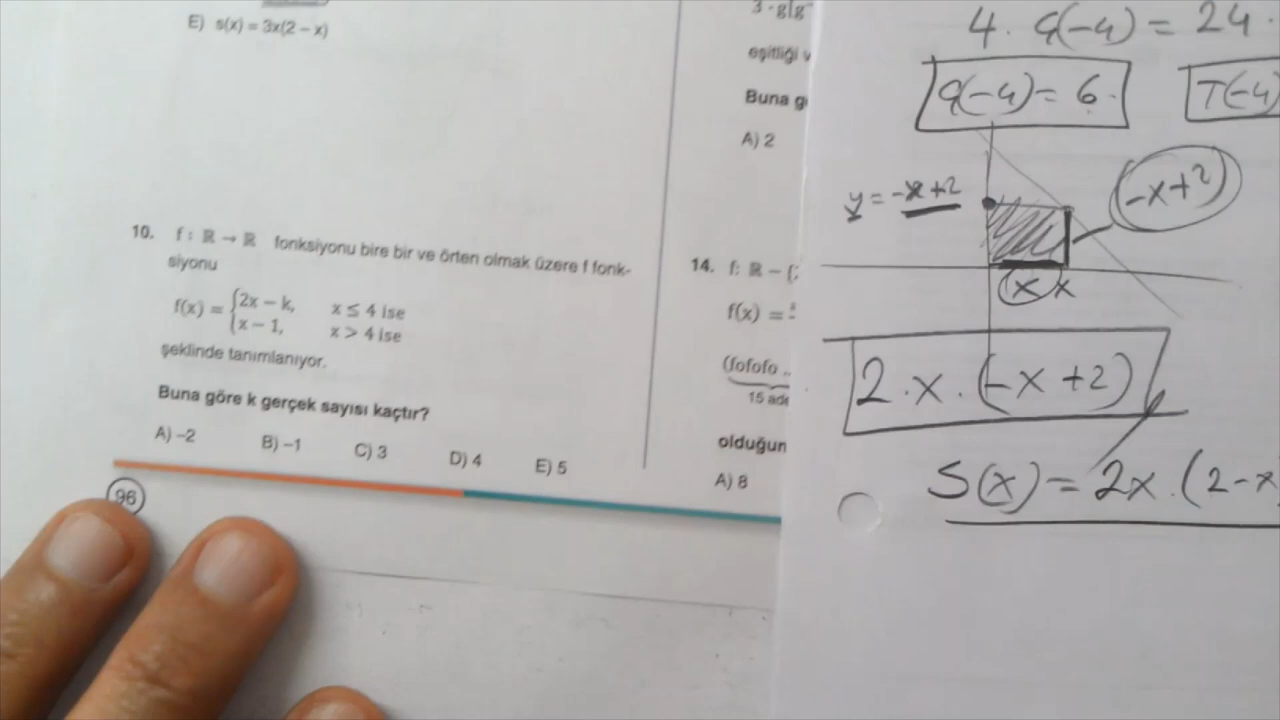 E) s(x) = 3x(2 – x)
10. f : ℝ → ℝ fonksiyonu bire bir ve örten olmak üzere f fonk-
siyonu
f(x) = { 2x – k, x ≤ 4 ise
x – 1, x > 4 ise
şeklinde tanımlanıyor.
Buna göre k gerçek sayısı kaçtır?
A) –2 B) –1 C) 3 D) 4 E) 5
96
eşitliği
Buna
A) 2
14. f: ℝ –
f(x) =
(fofofo ..
15
olduğun
A) 8
4 . q(-4) = 24 .
q(-4) = 6 .
T(-4)
y = -x+2
-x+2
x x
2 . x . (-x +2)
S(x) = 2x . (2-x